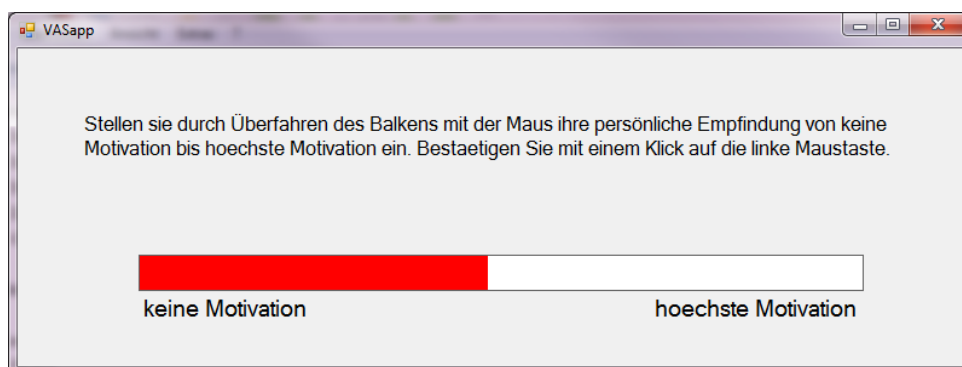 VASapp
Stellen sie durch Überfahren des Balkens mit der Maus ihre persönliche Empfindung von keine
Motivation bis hoechste Motivation ein. Bestaetigen Sie mit einem Klick auf die linke Maustaste.
keine Motivation
hoechste Motivation